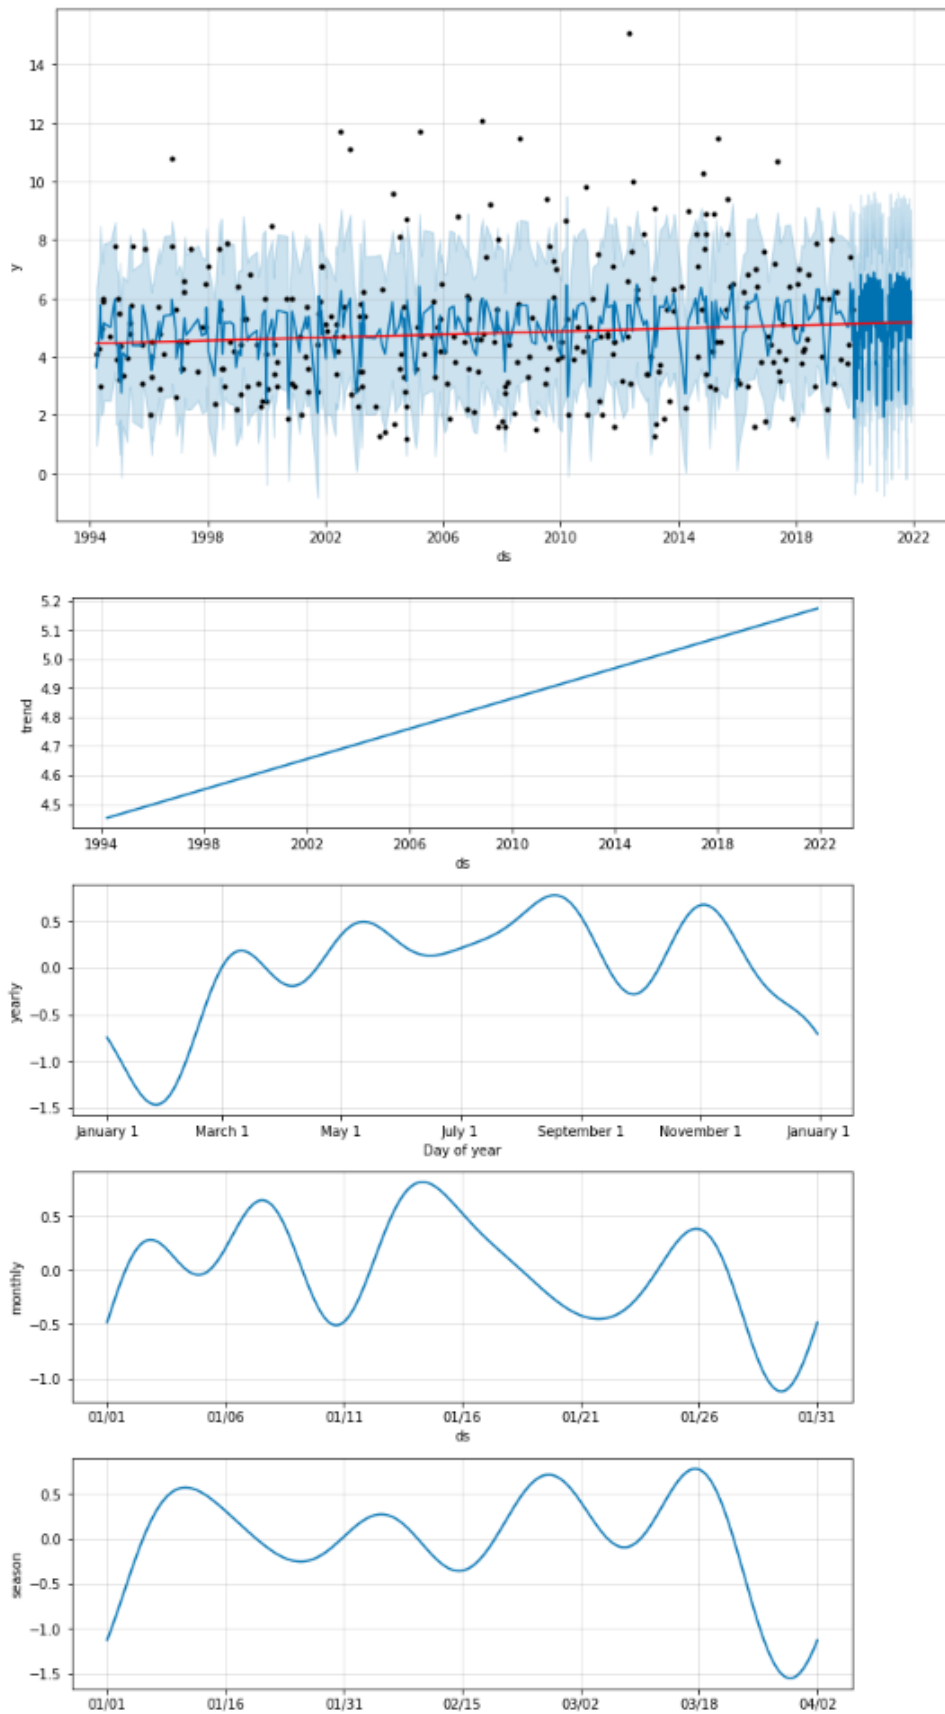 14
12
10
8
6
4
2
0
y
1994 1998 2002 2006 2010 2014 2018 2022
ds
5.2
5.1
5.0
4.9
4.8
4.7
4.6
4.5
trend
1994 1998 2002 2006 2010 2014 2018 2022
ds
0.5
0.0
−0.5
−1.0
−1.5
yearly
January 1 March 1 May 1 July 1 September 1 November 1 January 1
Day of year
0.5
0.0
−0.5
−1.0
monthly
01/01 01/06 01/11 01/16 01/21 01/26 01/31
ds
0.5
0.0
−0.5
−1.0
−1.5
season
01/01 01/16 01/31 02/15 03/02 03/18 04/02